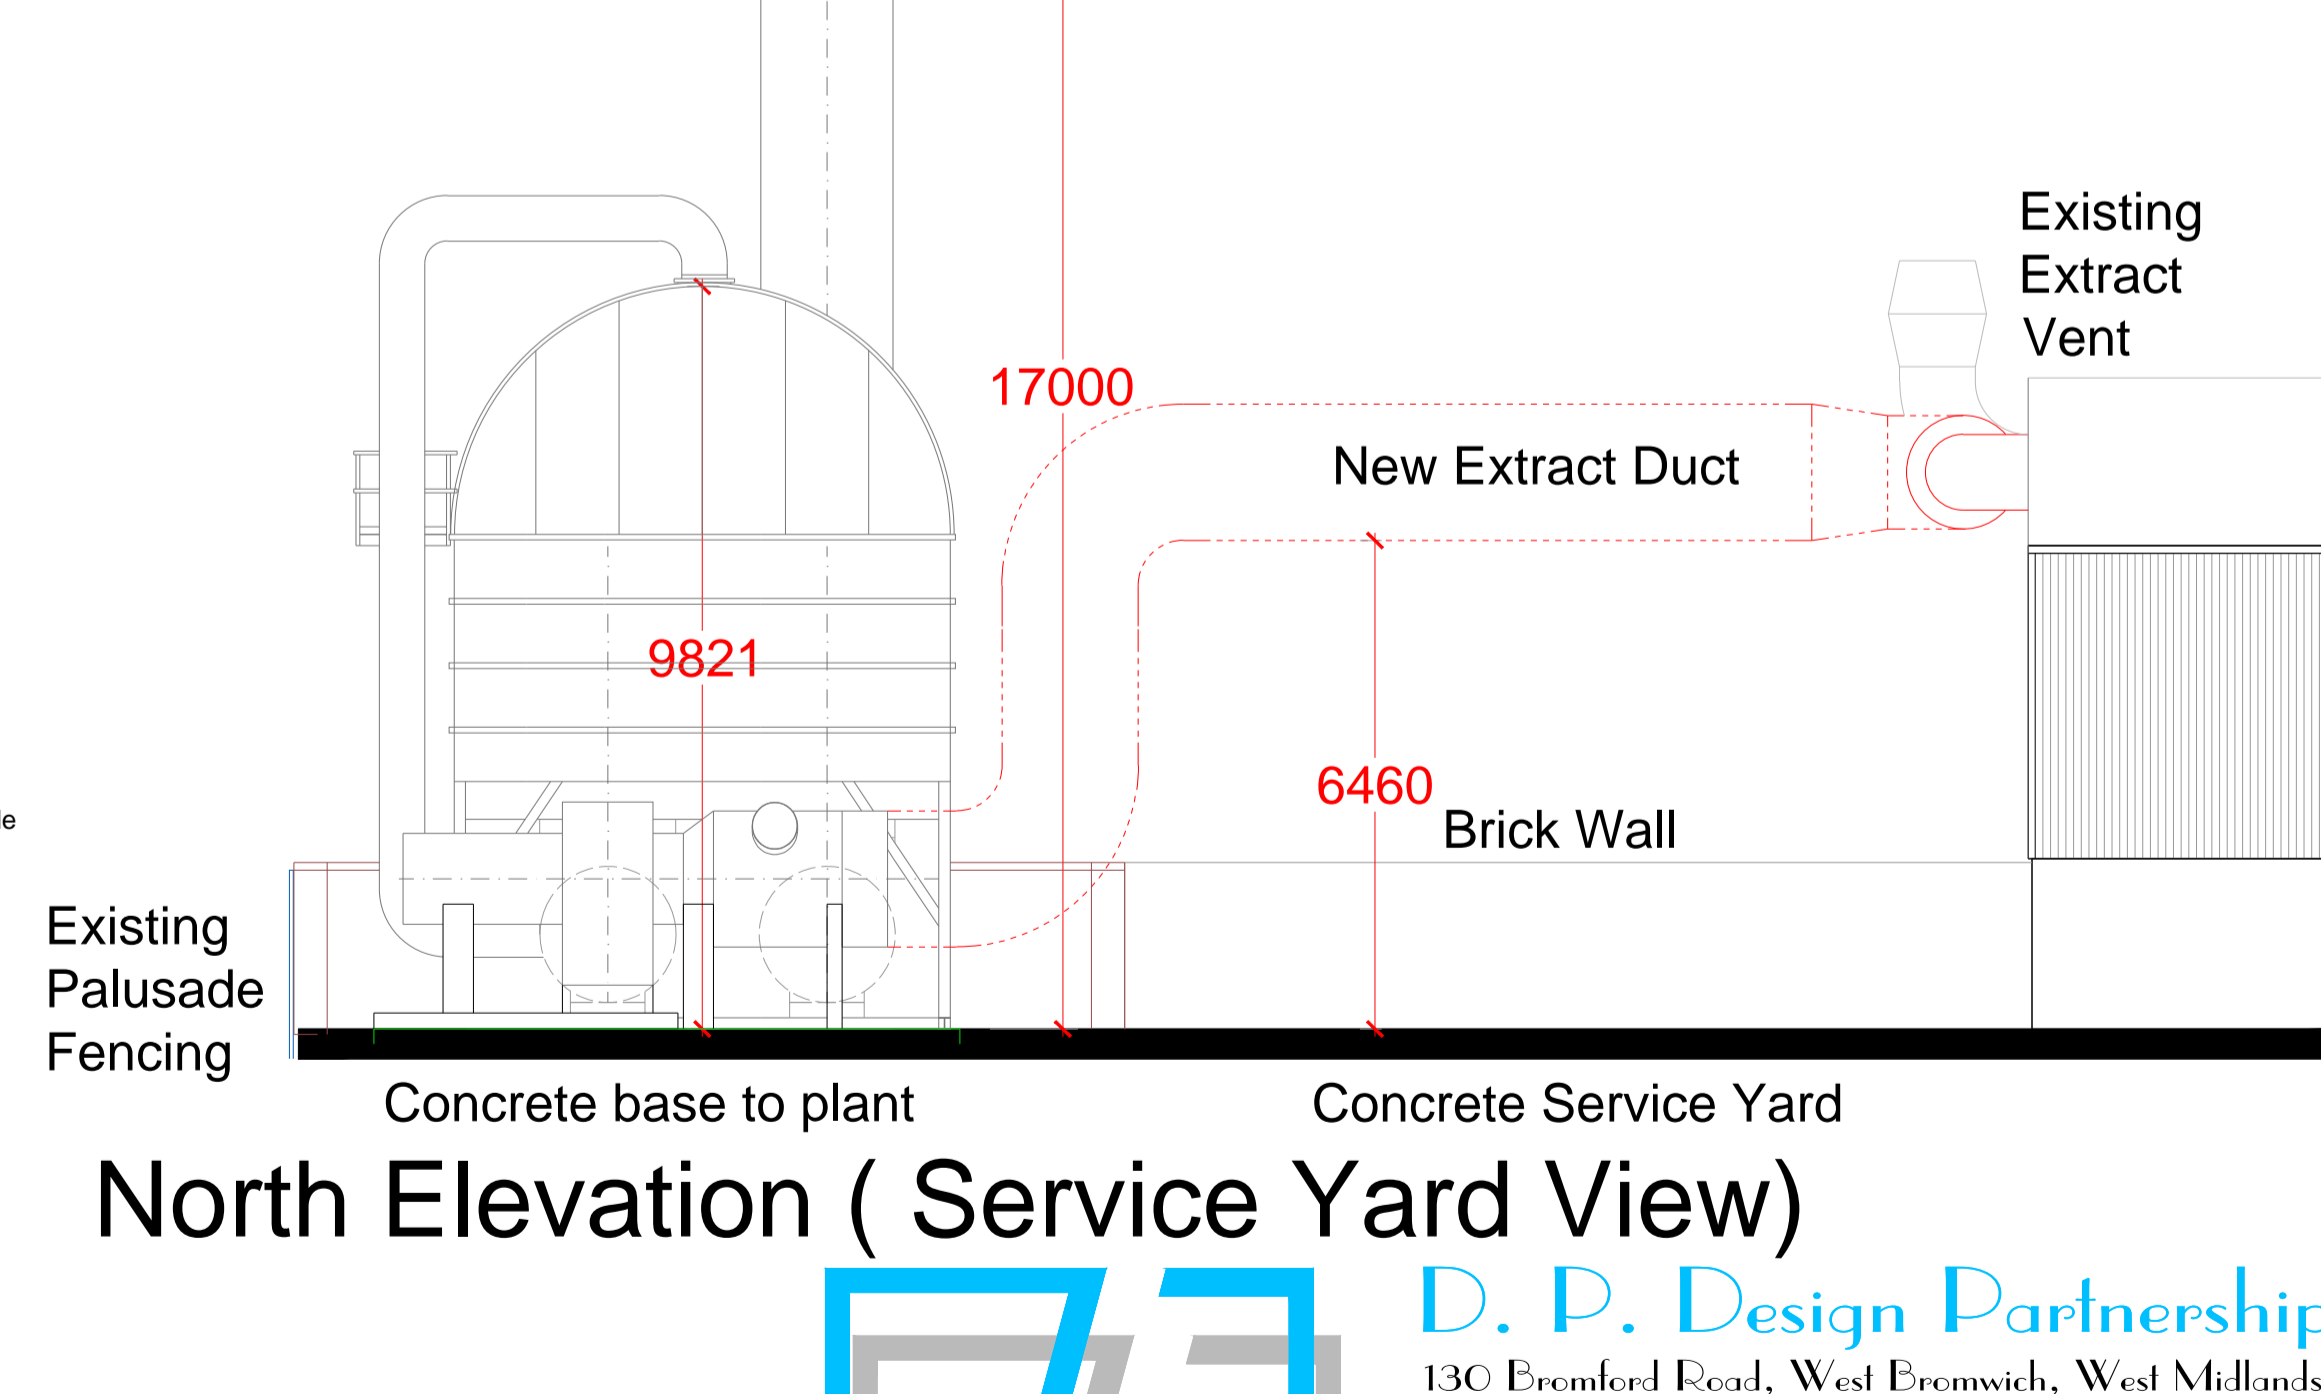 Existing
Extract
Vent
17000
New Extract Duct
9821
6460
Brick Wall
Existing
Palusade
Fencing
Concrete base to plant
Concrete Service Yard
North Elevation ( Service Yard View)
D. P. Design Partnership
130 Bromford Road, West Bromwich, West Midlands